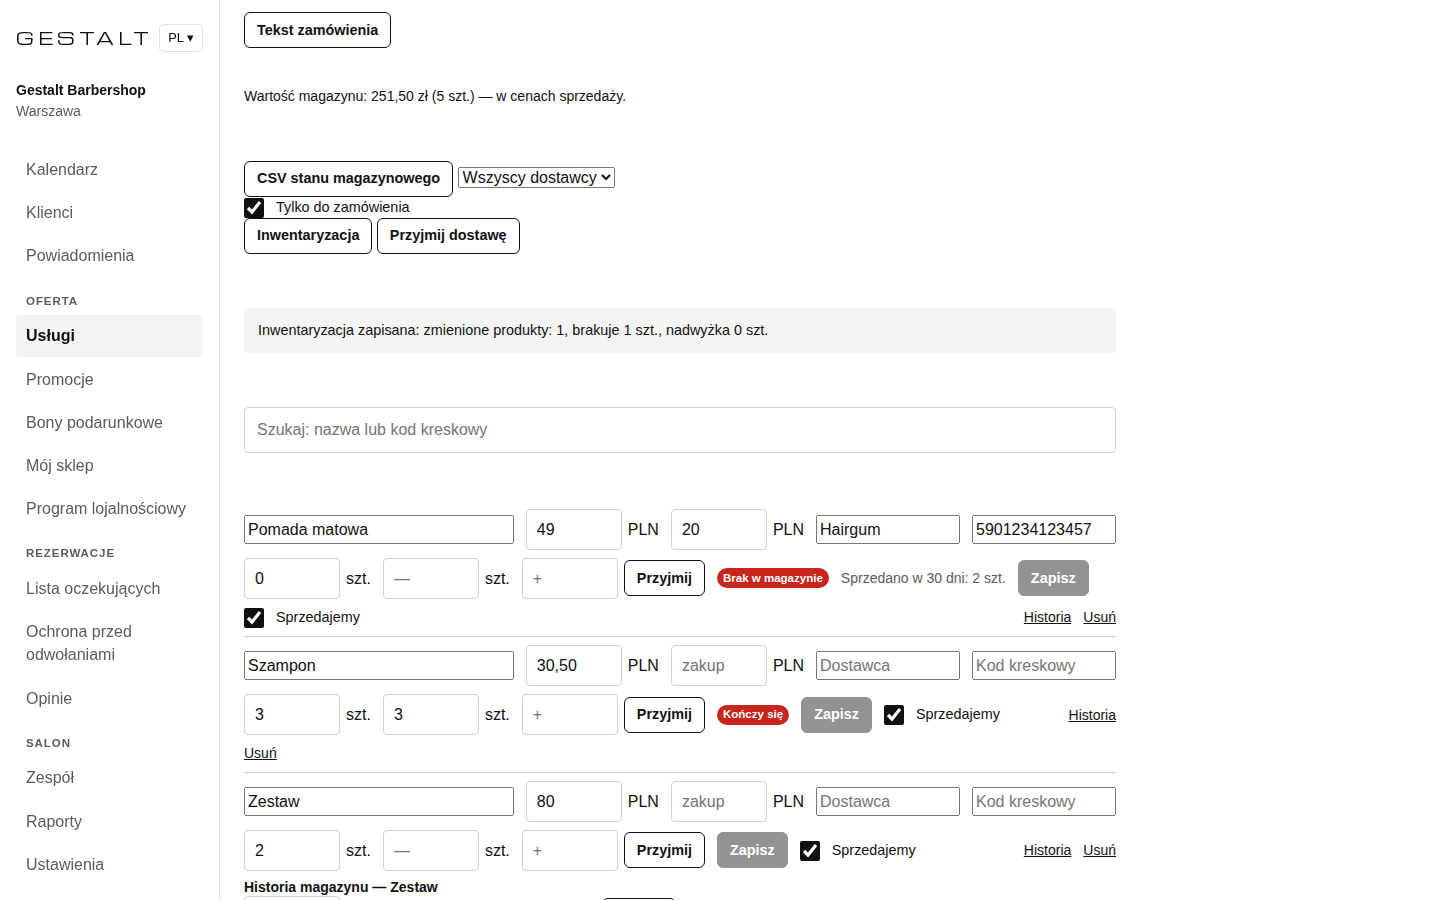 GESTALT
PL ▾
Gestalt Barbershop
Warszawa
Kalendarz
Klienci
Powiadomienia
OFERTA
Usługi
Promocje
Bony podarunkowe
Mój sklep
Program lojalnościowy
REZERWACJE
Lista oczekujących
Ochrona przed
odwołaniami
Opinie
SALON
Zespół
Raporty
Ustawienia
Tekst zamówienia
Wartość magazynu: 251,50 zł (5 szt.) — w cenach sprzedaży.
CSV stanu magazynowego Wszyscy dostawcy
Tylko do zamówienia
Inwentaryzacja Przyjmij dostawę
Inwentaryzacja zapisana: zmienione produkty: 1, brakuje 1 szt., nadwyżka 0 szt.
Szukaj: nazwa lub kod kreskowy
Pomada matowa 49 PLN 20 PLN Hairgum 5901234123457
0 szt. — szt. + Przyjmij Brak w magazynie Sprzedano w 30 dni: 2 szt. Zapisz
Sprzedajemy Historia Usuń
Szampon 30,50 PLN zakup PLN Dostawca Kod kreskowy
3 szt. 3 szt. + Przyjmij Kończy się Zapisz Sprzedajemy Historia
Usuń
Zestaw 80 PLN zakup PLN Dostawca Kod kreskowy
2 szt. — szt. + Przyjmij Zapisz Sprzedajemy Historia Usuń
Historia magazynu — Zestaw